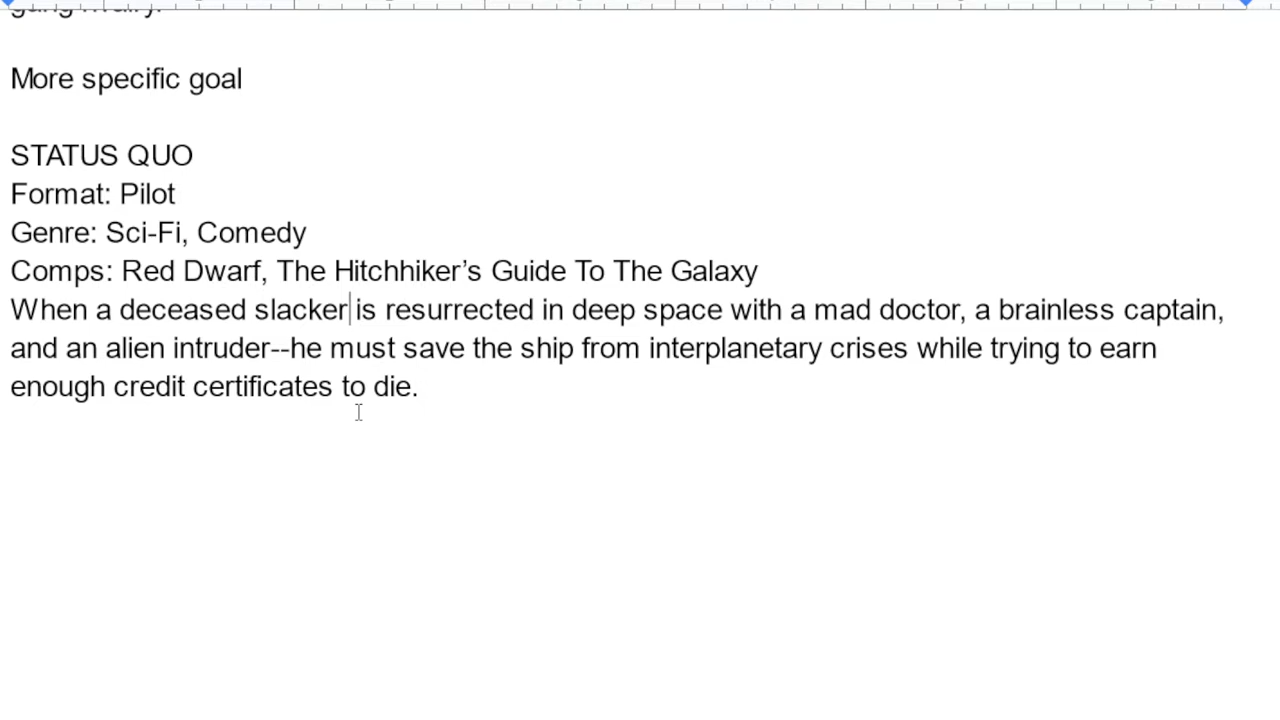 More specific goal
STATUS QUO
Format: Pilot
Genre: Sci-Fi, Comedy
Comps: Red Dwarf, The Hitchhiker’s Guide To The Galaxy
When a deceased slacker is resurrected in deep space with a mad doctor, a brainless captain,
and an alien intruder--he must save the ship from interplanetary crises while trying to earn
enough credit certificates to die.